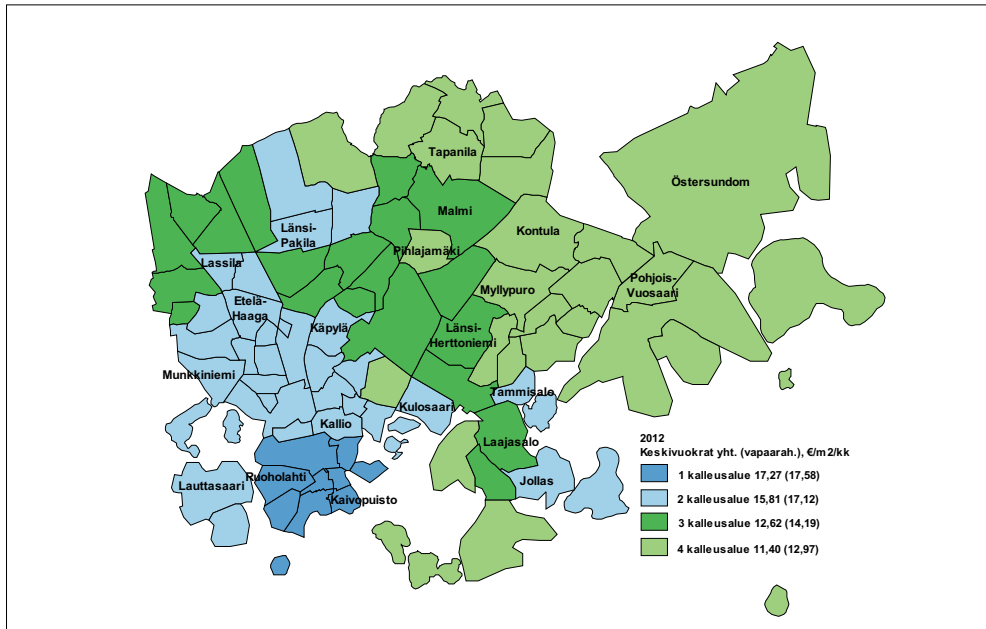 Tapanila
Östersundom
Malmi
Länsi-
Pakila
Kontula
Pihlajamäki
Lassila
Pohjois-
Vuosaari
Myllypuro
Etelä-
Haaga
Käpylä
Länsi-
Herttoniemi
Munkkiniemi
Tammisalo
Kulosaari
Kallio
Laajasalo
Ruoholahti
Jollas
Lauttasaari
Kaivopuisto
2012
Keskivuokrat yht. (vapaarah.), €/m2/kk
1 kalleusalue 17,27 (17,58)
2 kalleusalue 15,81 (17,12)
3 kalleusalue 12,62 (14,19)
4 kalleusalue 11,40 (12,97)